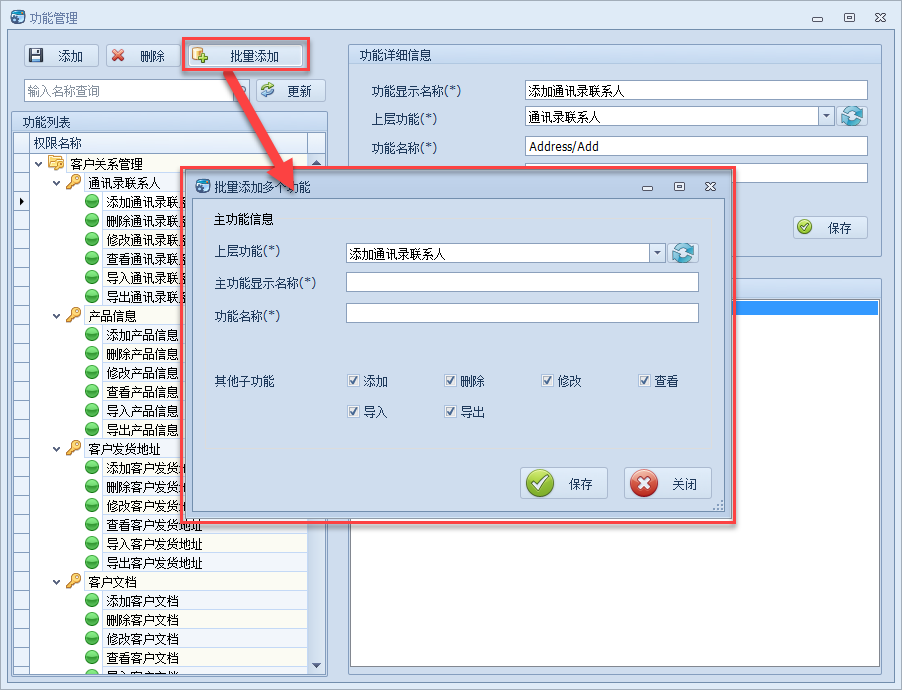 功能管理
添加
删除
批量添加
输入名称查询
更新
功能列表
权限名称
客户关系管理
通讯录联系人
添加通讯录联
删除通讯录联
修改通讯录联
查看通讯录联
导入通讯录联
导出通讯录联
产品信息
添加产品信息
删除产品信息
修改产品信息
查看产品信息
导入产品信息
导出产品信息
客户发货地址
添加客户发货
删除客户发货
修改客户发货
查看客户发货地址
导入客户发货地址
导出客户发货地址
客户文档
添加客户文档
删除客户文档
修改客户文档
查看客户文档
导入客户文档
功能详细信息
功能显示名称(*)
添加通讯录联系人
上层功能(*)
通讯录联系人
功能名称(*)
Address/Add
保存
批量添加多个功能
主功能信息
上层功能(*)
添加通讯录联系人
主功能显示名称(*)
功能名称(*)
其他子功能
添加
删除
修改
查看
导入
导出
保存
关闭